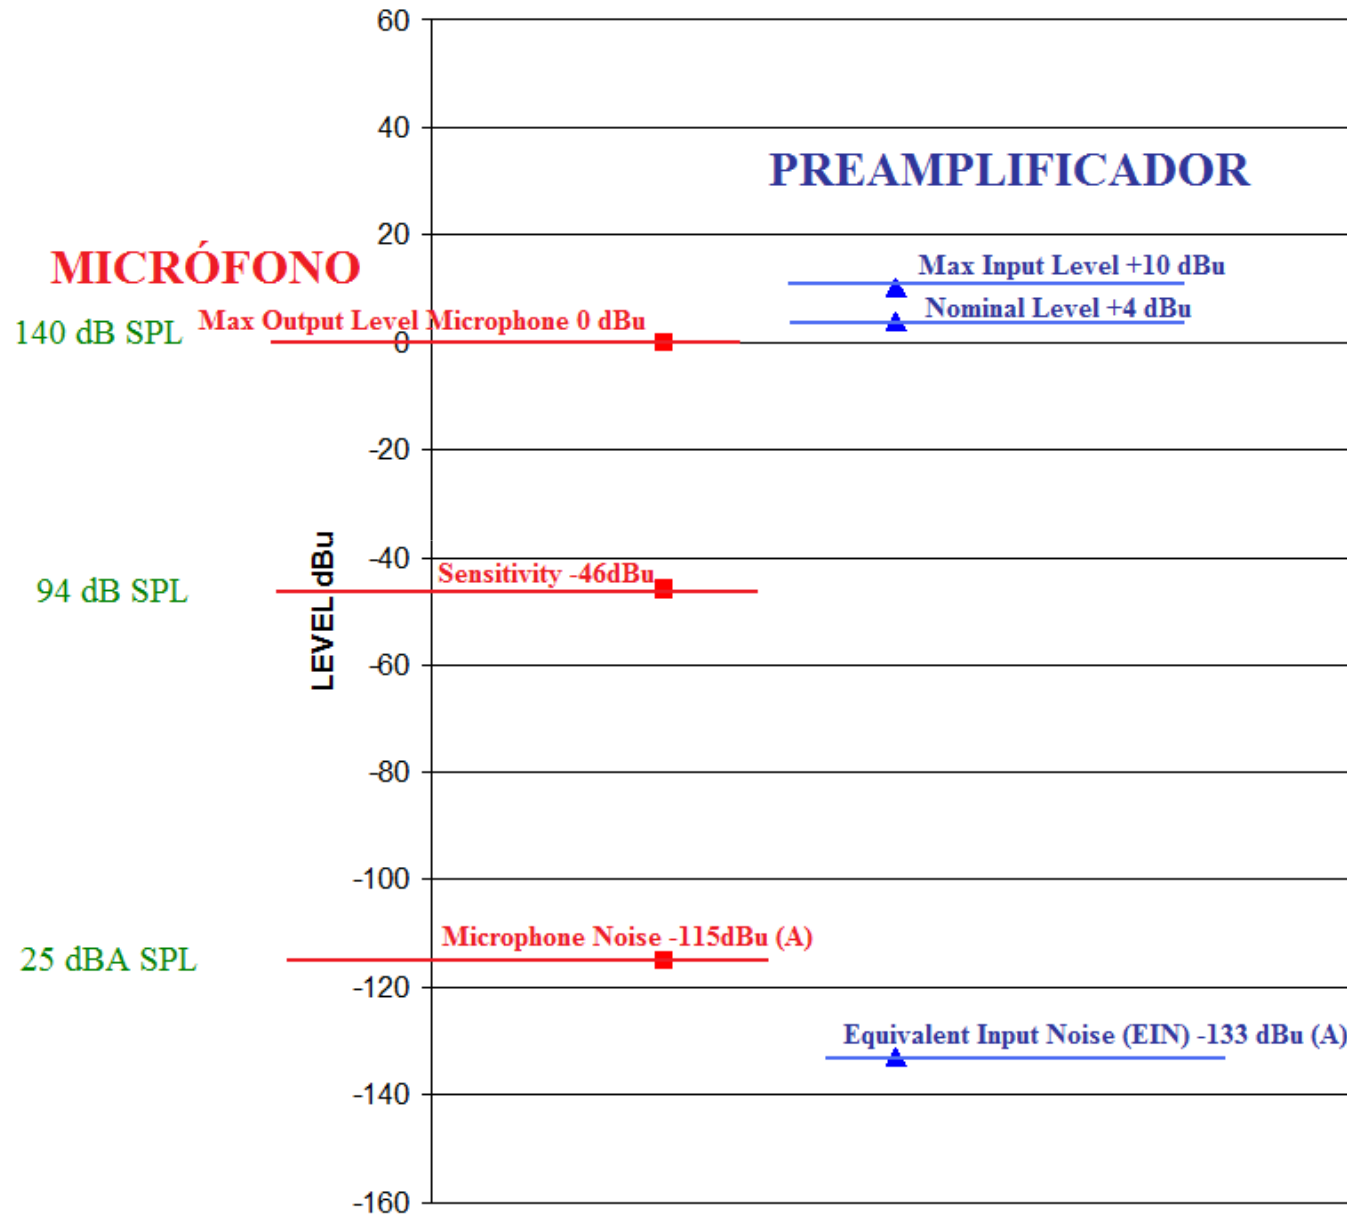 60
40
PREAMPLIFICADOR
20
MICRÓFONO
Max Input Level +10 dBu
Nominal Level +4 dBu
140 dB SPL
Max Output Level Microphone 0 dBu
0
-20
-40
LEVEL dBu
94 dB SPL
Sensitivity -46dBu
-60
-80
-100
Microphone Noise -115dBu (A)
25 dBA SPL
-120
Equivalent Input Noise (EIN) -133 dBu (A)
-140
-160